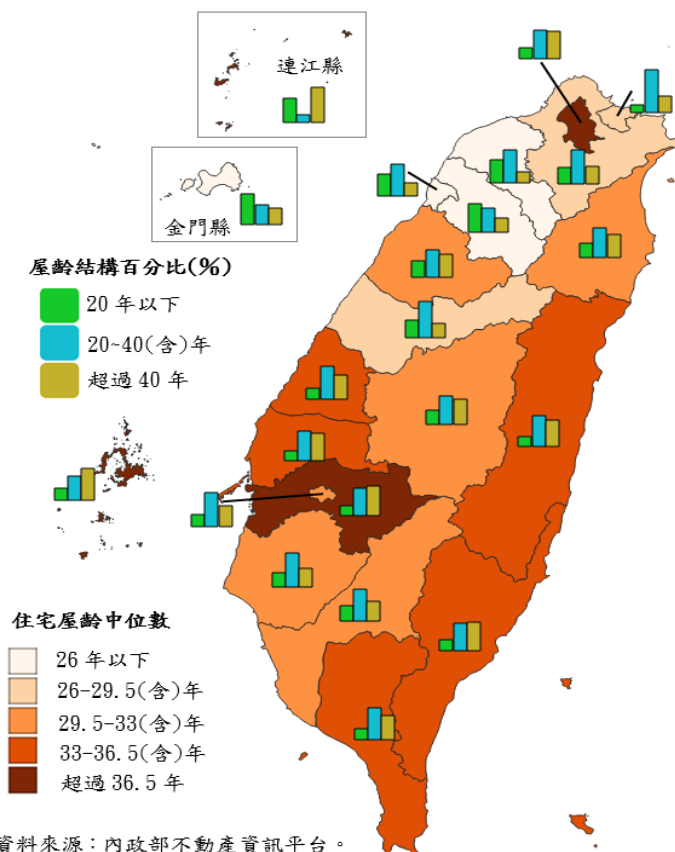 連江縣
金門縣
屋齡結構百分比(%)
20 年以下
20~40(含)年
超過 40 年
住宅屋齡中位數
26 年以下
26-29.5(含)年
29.5-33(含)年
33-36.5(含)年
超過 36.5 年
資料來源：內政部不動產資訊平台。